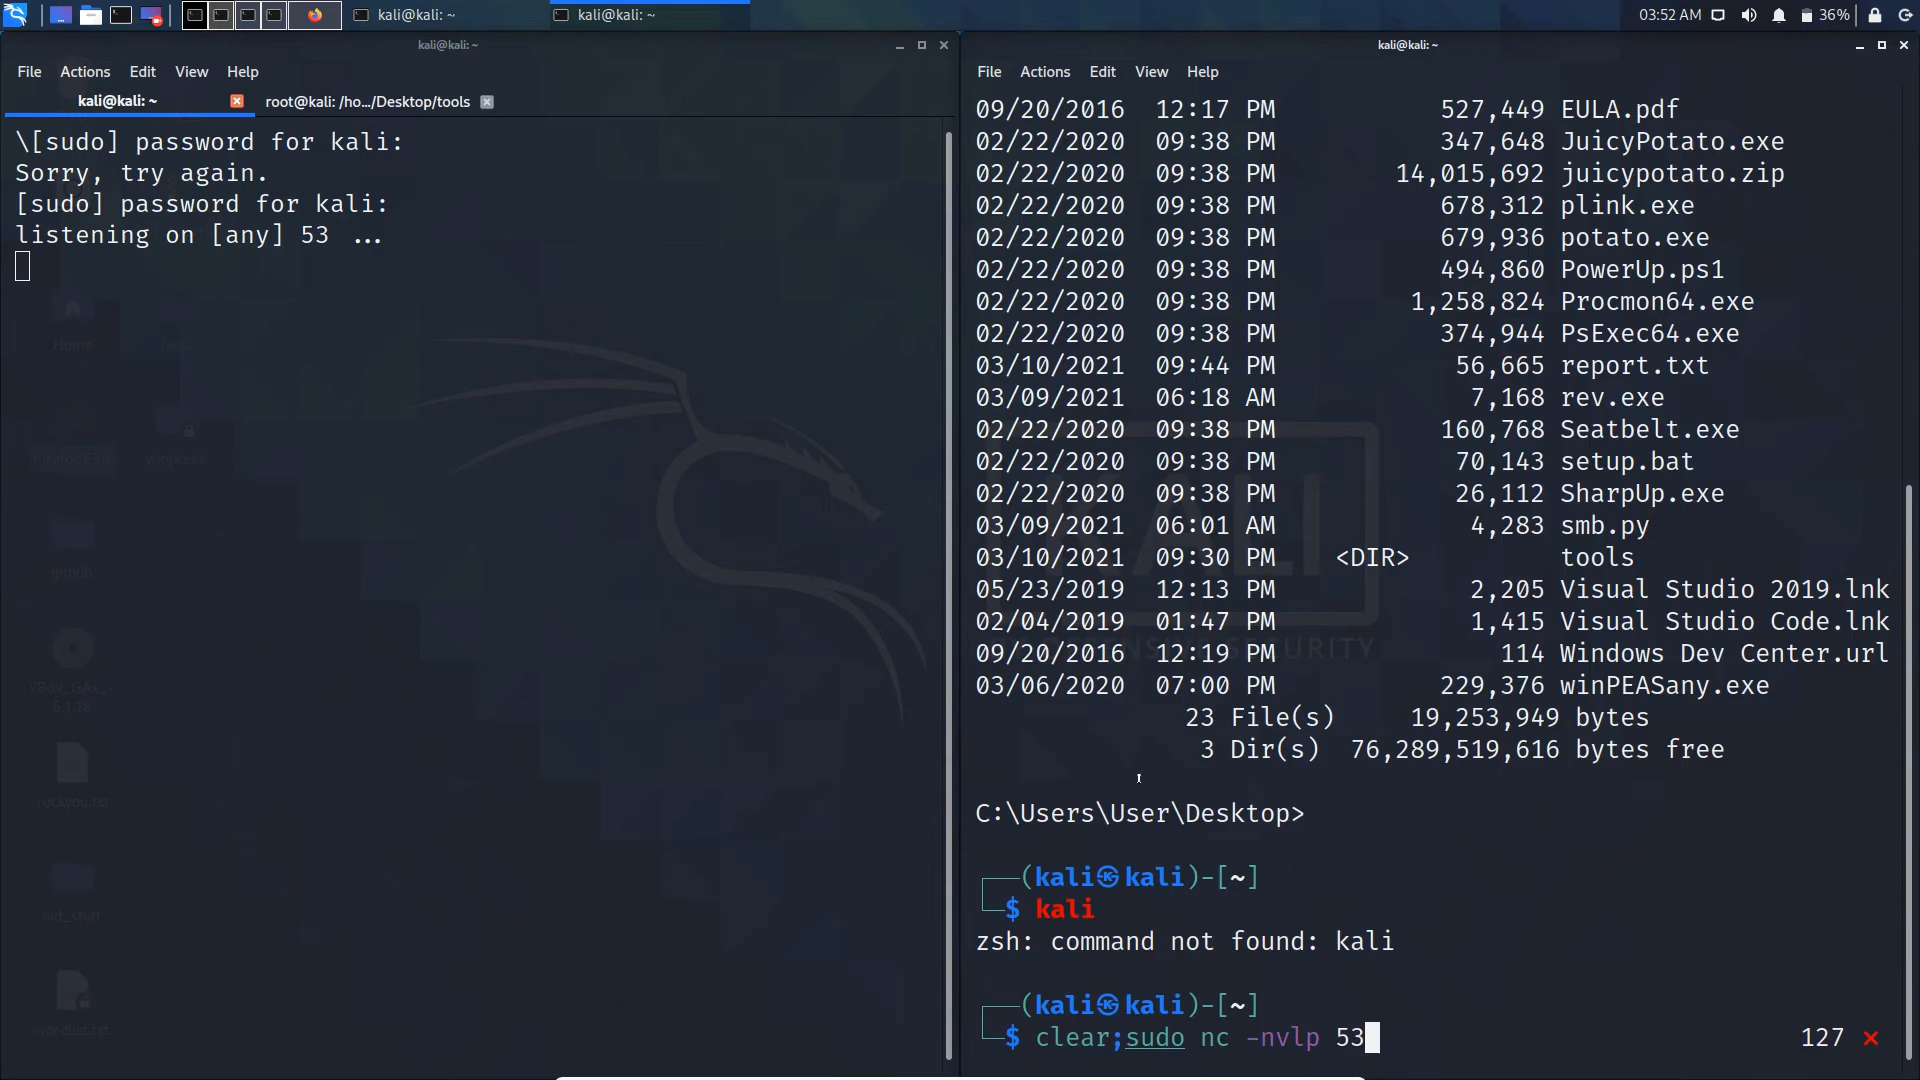 kali@kali: ~
kali@kali: ~
03:52 AM
36%
kali@kali: ~
File Actions Edit View Help
kali@kali: ~
root@kali: /ho.../Desktop/tools
\[sudo] password for kali:
Sorry, try again.
[sudo] password for kali:
listening on [any] 53 ...
Home
FirefoxESR
winprese
github
VBox_GAs_
6.1.18
rockyou.txt
old_stuff
wordlist.txt
kali@kali: ~
File Actions Edit View Help
09/20/2016 12:17 PM 527,449 EULA.pdf
02/22/2020 09:38 PM 347,648 JuicyPotato.exe
02/22/2020 09:38 PM 14,015,692 juicypotato.zip
02/22/2020 09:38 PM 678,312 plink.exe
02/22/2020 09:38 PM 679,936 potato.exe
02/22/2020 09:38 PM 494,860 PowerUp.ps1
02/22/2020 09:38 PM 1,258,824 Procmon64.exe
02/22/2020 09:38 PM 374,944 PsExec64.exe
03/10/2021 09:44 PM 56,665 report.txt
03/09/2021 06:18 AM 7,168 rev.exe
02/22/2020 09:38 PM 160,768 Seatbelt.exe
02/22/2020 09:38 PM 70,143 setup.bat
02/22/2020 09:38 PM 26,112 SharpUp.exe
03/09/2021 06:01 AM 4,283 smb.py
03/10/2021 09:30 PM <DIR> tools
05/23/2019 12:13 PM 2,205 Visual Studio 2019.lnk
02/04/2019 01:47 PM 1,415 Visual Studio Code.lnk
09/20/2016 12:19 PM 114 Windows Dev Center.url
03/06/2020 07:00 PM 229,376 winPEASany.exe
23 File(s) 19,253,949 bytes
3 Dir(s) 76,289,519,616 bytes free
C:\Users\User\Desktop>
(kali㉿kali)-[~]
$ kali
zsh: command not found: kali
(kali㉿kali)-[~]
$ clear;sudo nc -nvlp 53
127 ✗